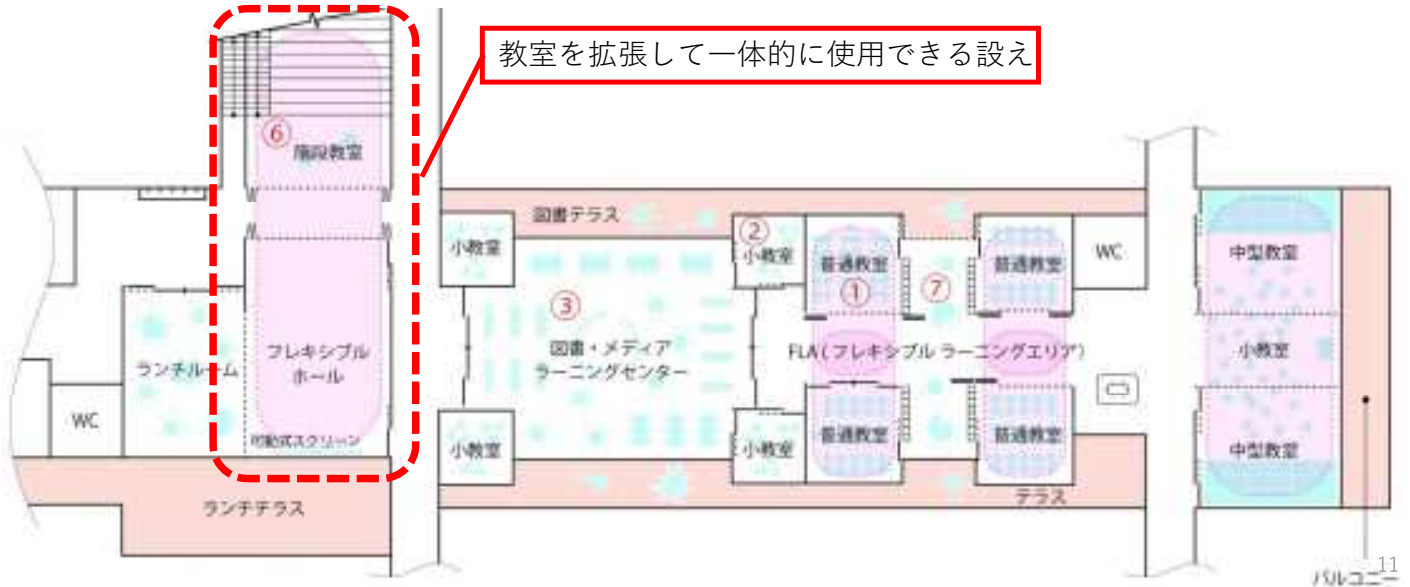 教室を拡張して一体的に使用できる設え
⑥
階段教室
図書テラス
小教室
②
小教室
普通教室
①
⑦
普通教室
WC
中型教室
③
図書・メディア
ラーニングセンター
FLA(フレキシブル ラーニングエリア)
小教室
ランチルーム
フレキシブル
ホール
WC
可動式スクリーン
小教室
小教室
普通教室
普通教室
中型教室
ランチテラス
テラス
バルコニー
11